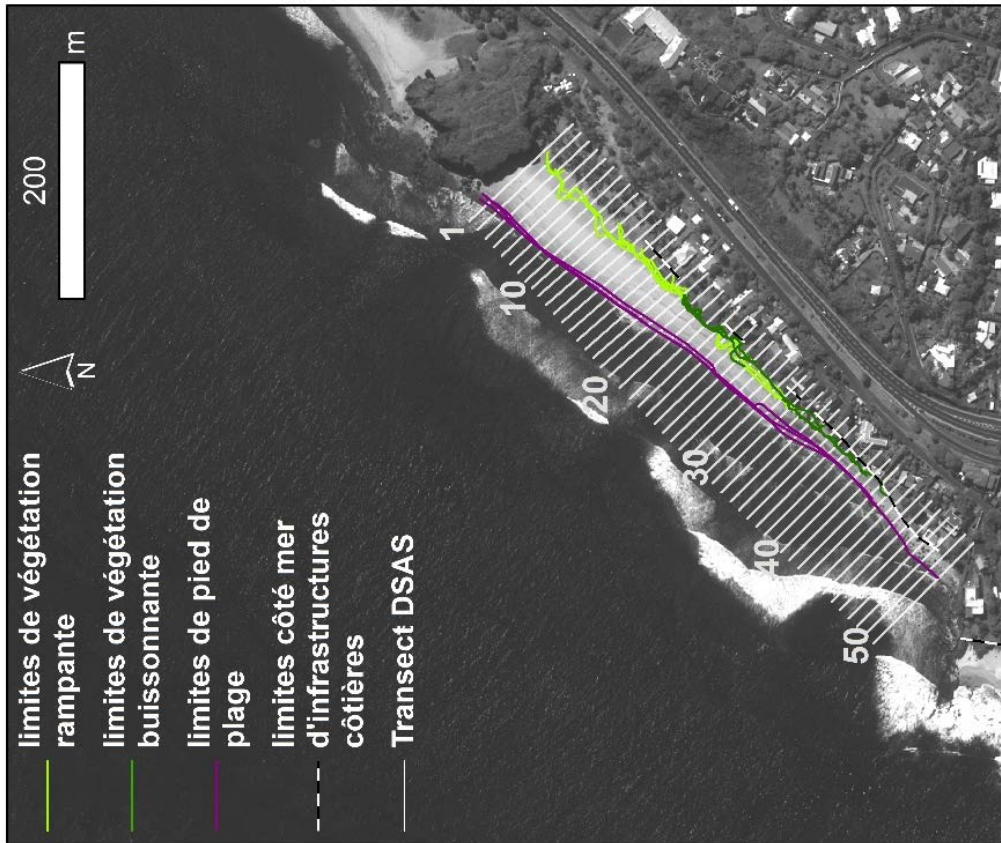 limites de végétation
rampante
limites de végétation
buissonnante
limites de pied de
plage
limites côté mer
d'infrastructures
côtières
Transect DSAS
N
200
m
1
10
20
30
40
50